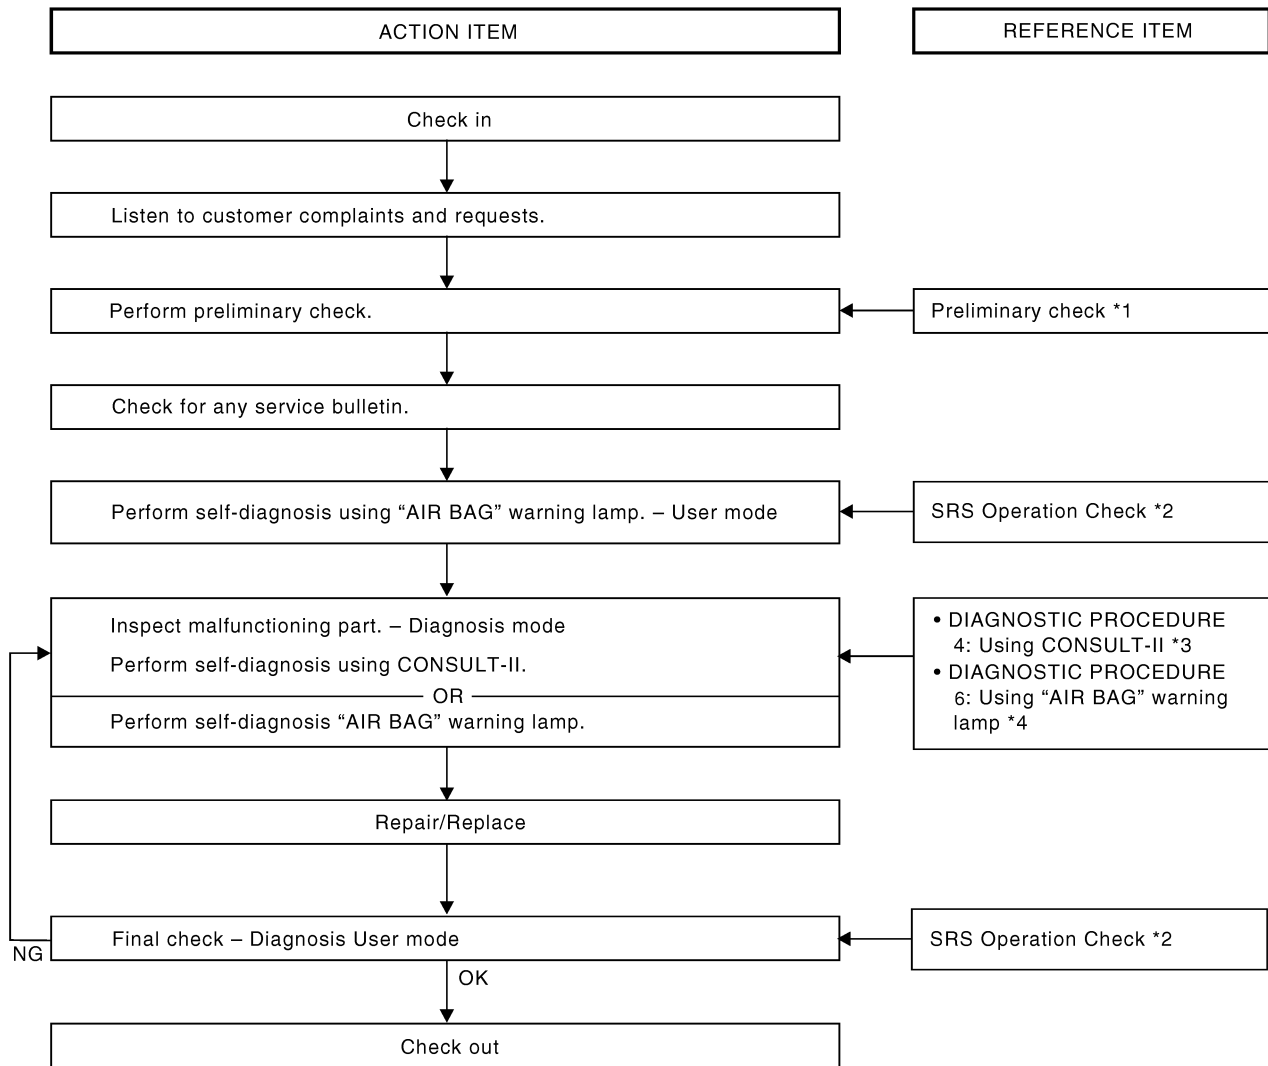 ACTION ITEM
REFERENCE ITEM
Check in
Listen to customer complaints and requests.
Perform preliminary check.
Preliminary check *1
Check for any service bulletin.
Perform self-diagnosis using “AIR BAG” warning lamp. – User mode
SRS Operation Check *2
Inspect malfunctioning part. – Diagnosis mode
Perform self-diagnosis using CONSULT-II.
OR
Perform self-diagnosis “AIR BAG” warning lamp.
• DIAGNOSTIC PROCEDURE
4: Using CONSULT-II *3
• DIAGNOSTIC PROCEDURE
6: Using “AIR BAG” warning
lamp *4
Repair/Replace
Final check – Diagnosis User mode
SRS Operation Check *2
NG
OK
Check out